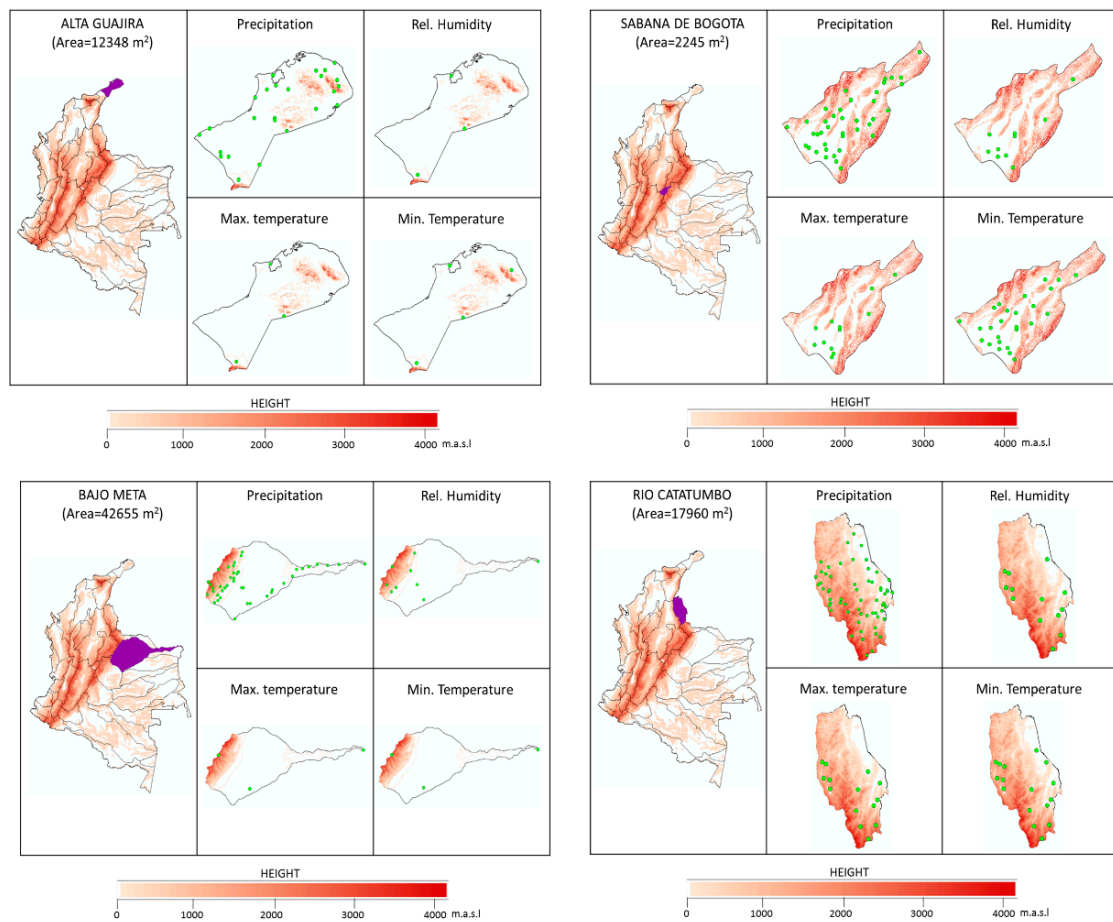 ALTA GUAJIRA
(Area=12348 m²)
Precipitation
Rel. Humidity
Max. temperature
Min. Temperature
HEIGHT
0 1000 2000 3000 4000 m.a.s.l
SABANA DE BOGOTA
(Area=2245 m²)
Precipitation
Rel. Humidity
Max. temperature
Min. Temperature
HEIGHT
0 1000 2000 3000 4000 m.a.s.l
BAJO META
(Area=42655 m²)
Precipitation
Rel. Humidity
Max. temperature
Min. Temperature
HEIGHT
0 1000 2000 3000 4000 m.a.s.l
RIO CATATUMBO
(Area=17960 m²)
Precipitation
Rel. Humidity
Max. temperature
Min. Temperature
HEIGHT
0 1000 2000 3000 4000 m.a.s.l